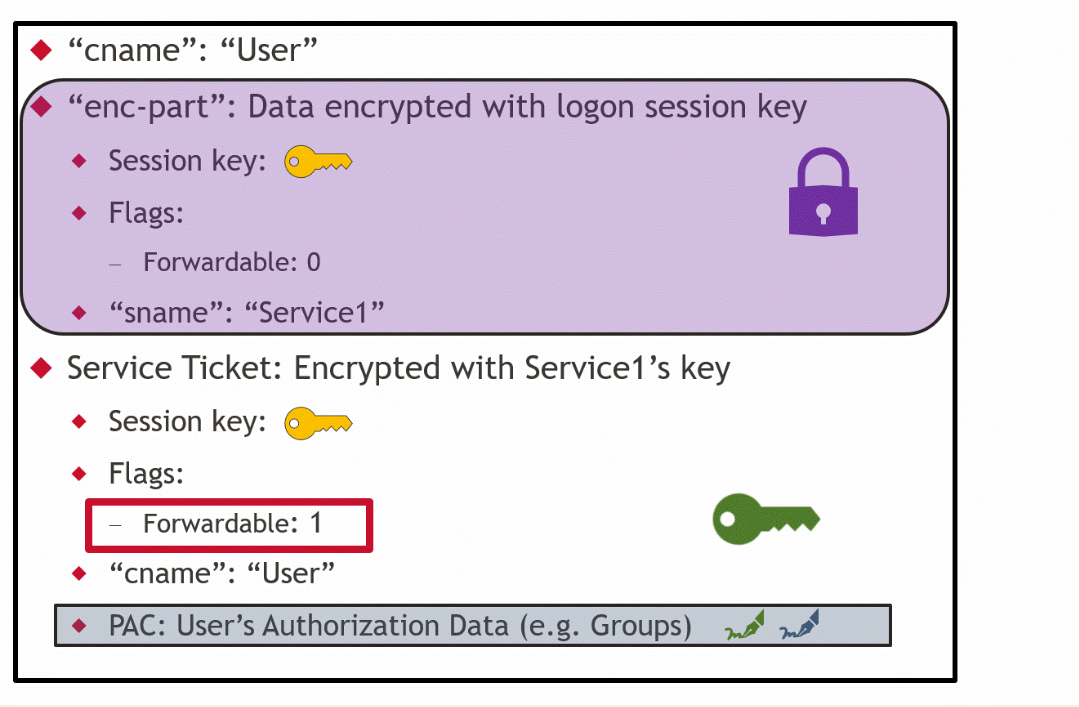 “cname”: “User”
“enc-part”: Data encrypted with logon session key
Session key:
Flags:
– Forwardable: 0
“sname”: “Service1”
Service Ticket: Encrypted with Service1’s key
Session key:
Flags:
– Forwardable: 1
“cname”: “User”
PAC: User’s Authorization Data (e.g. Groups)